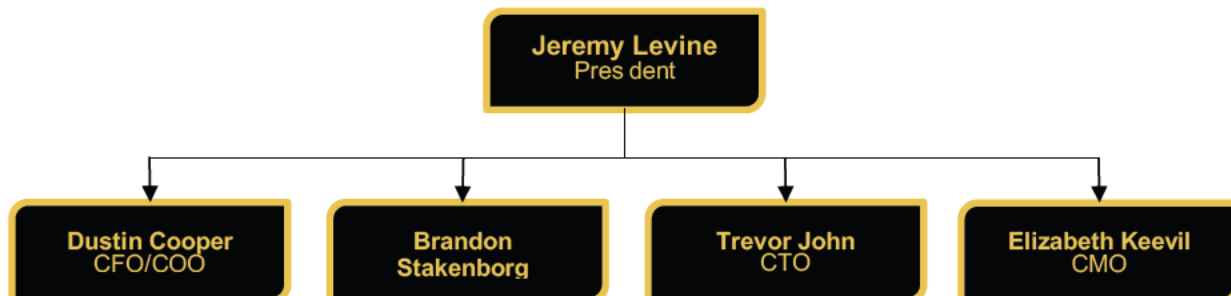 Jeremy Levine
Pres dent
Dustin Cooper
CFO/COO
Brandon
Stakenborg
Trevor John
CTO
Elizabeth Keevil
CMO